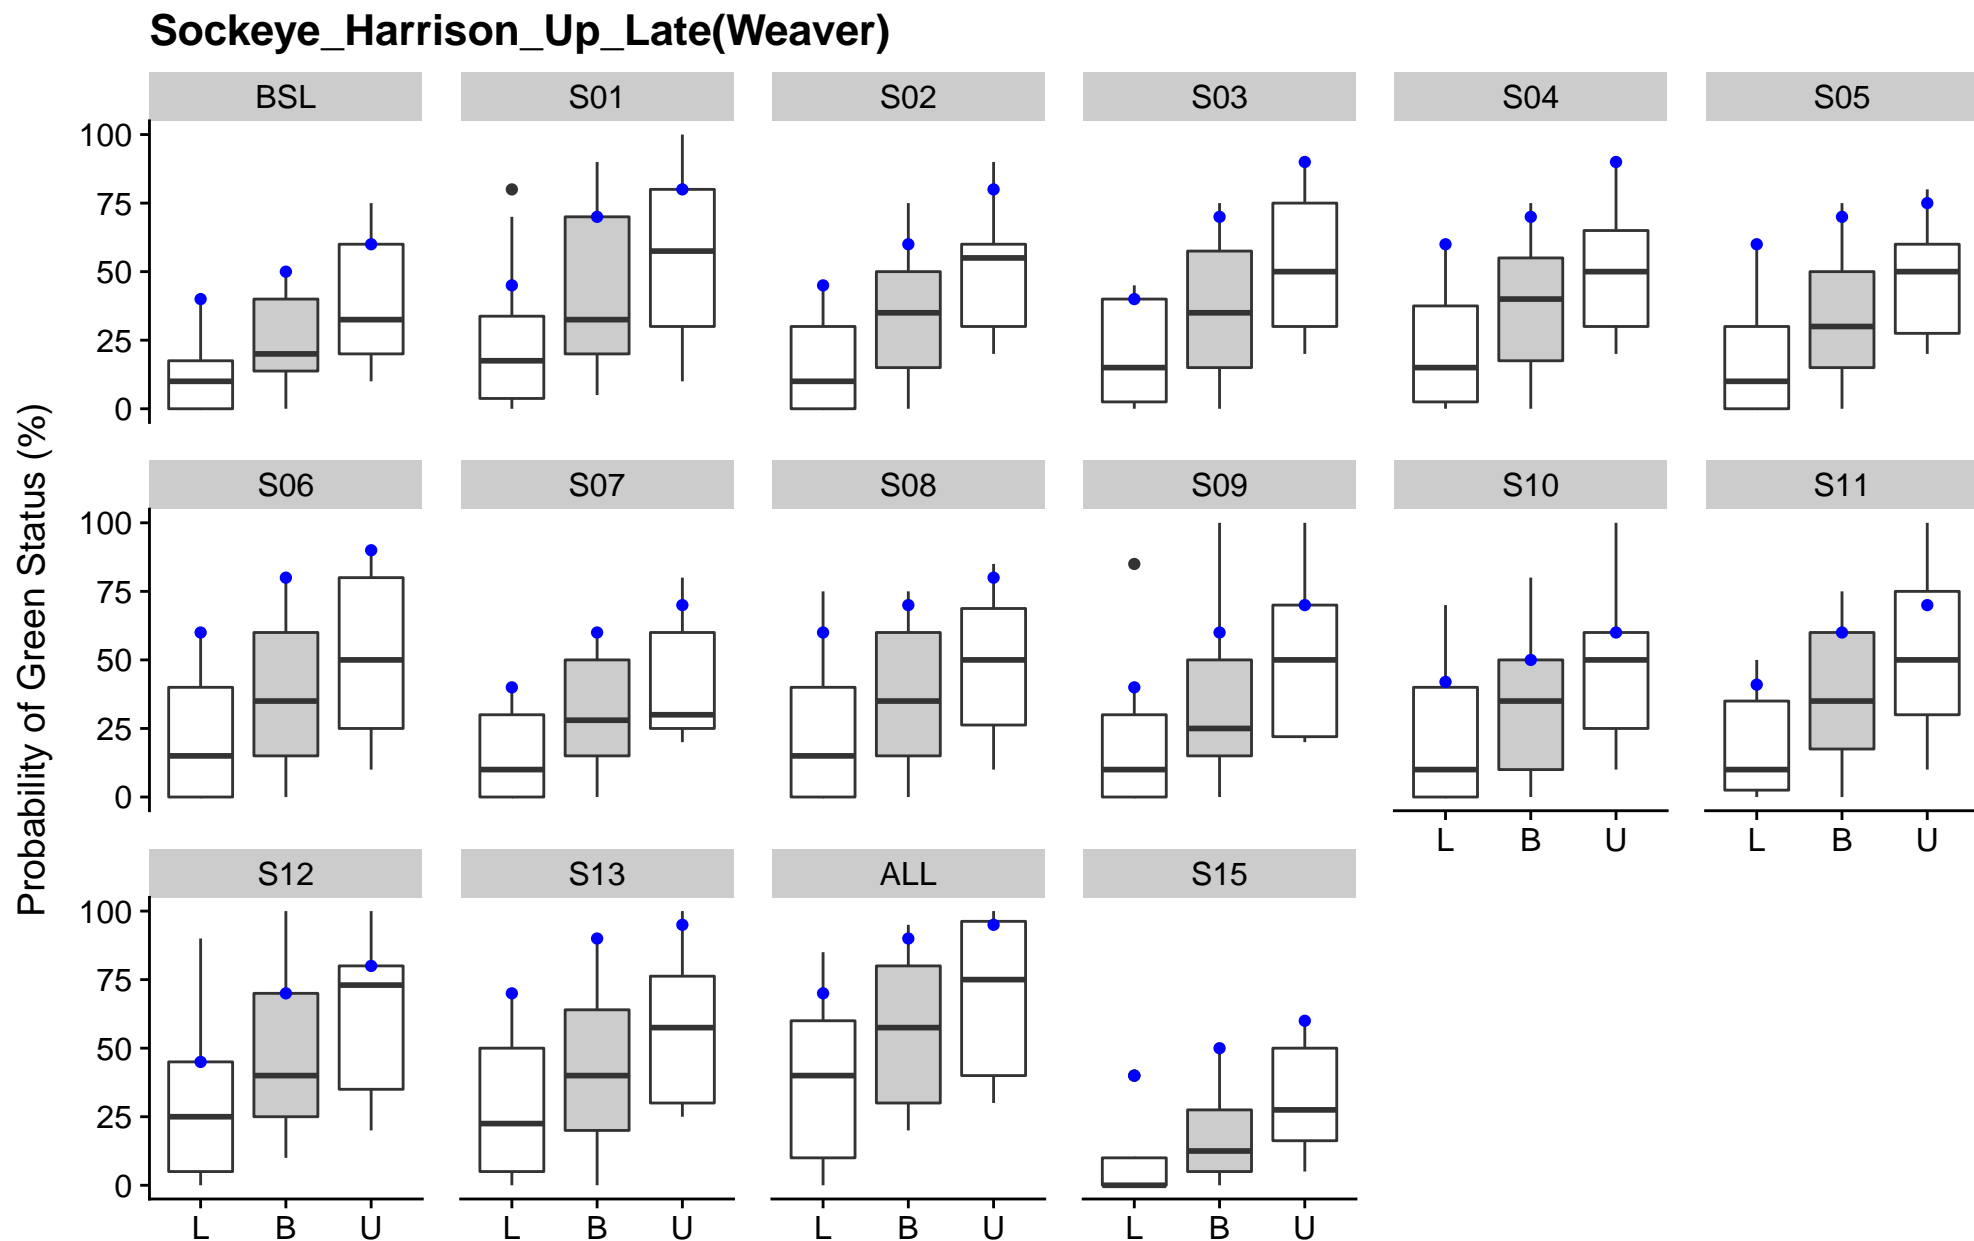 Sockeye_Harrison_Up_Late(Weaver)
Probability of Green Status (%)
BSL S01 S02 S03 S04 S05
100
75
50
25
0
S06 S07 S08 S09 S10 S11
100
75
50
25
0
L B U L B U
S12 S13 ALL S15
100
75
50
25
0
L B U L B U L B U L B U